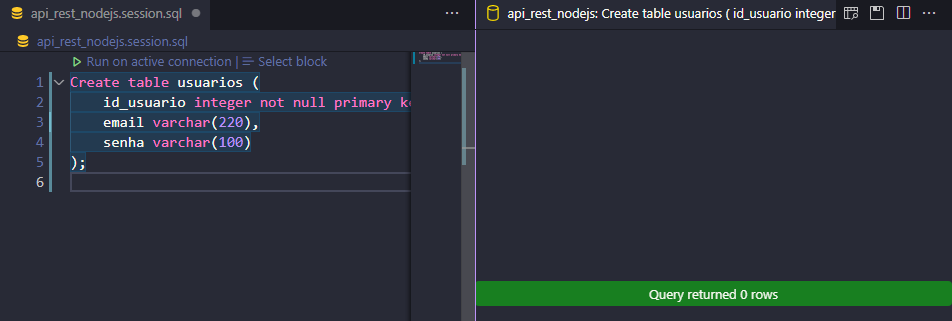 api_rest_nodejs.session.sql
api_rest_nodejs.session.sql
Run on active connection | Select block
1 Create table usuarios (
2 id_usuario integer not null primary
3 email varchar(220),
4 senha varchar(100)
5 );
6
api_rest_nodejs: Create table usuarios ( id_usuario integer
Query returned 0 rows